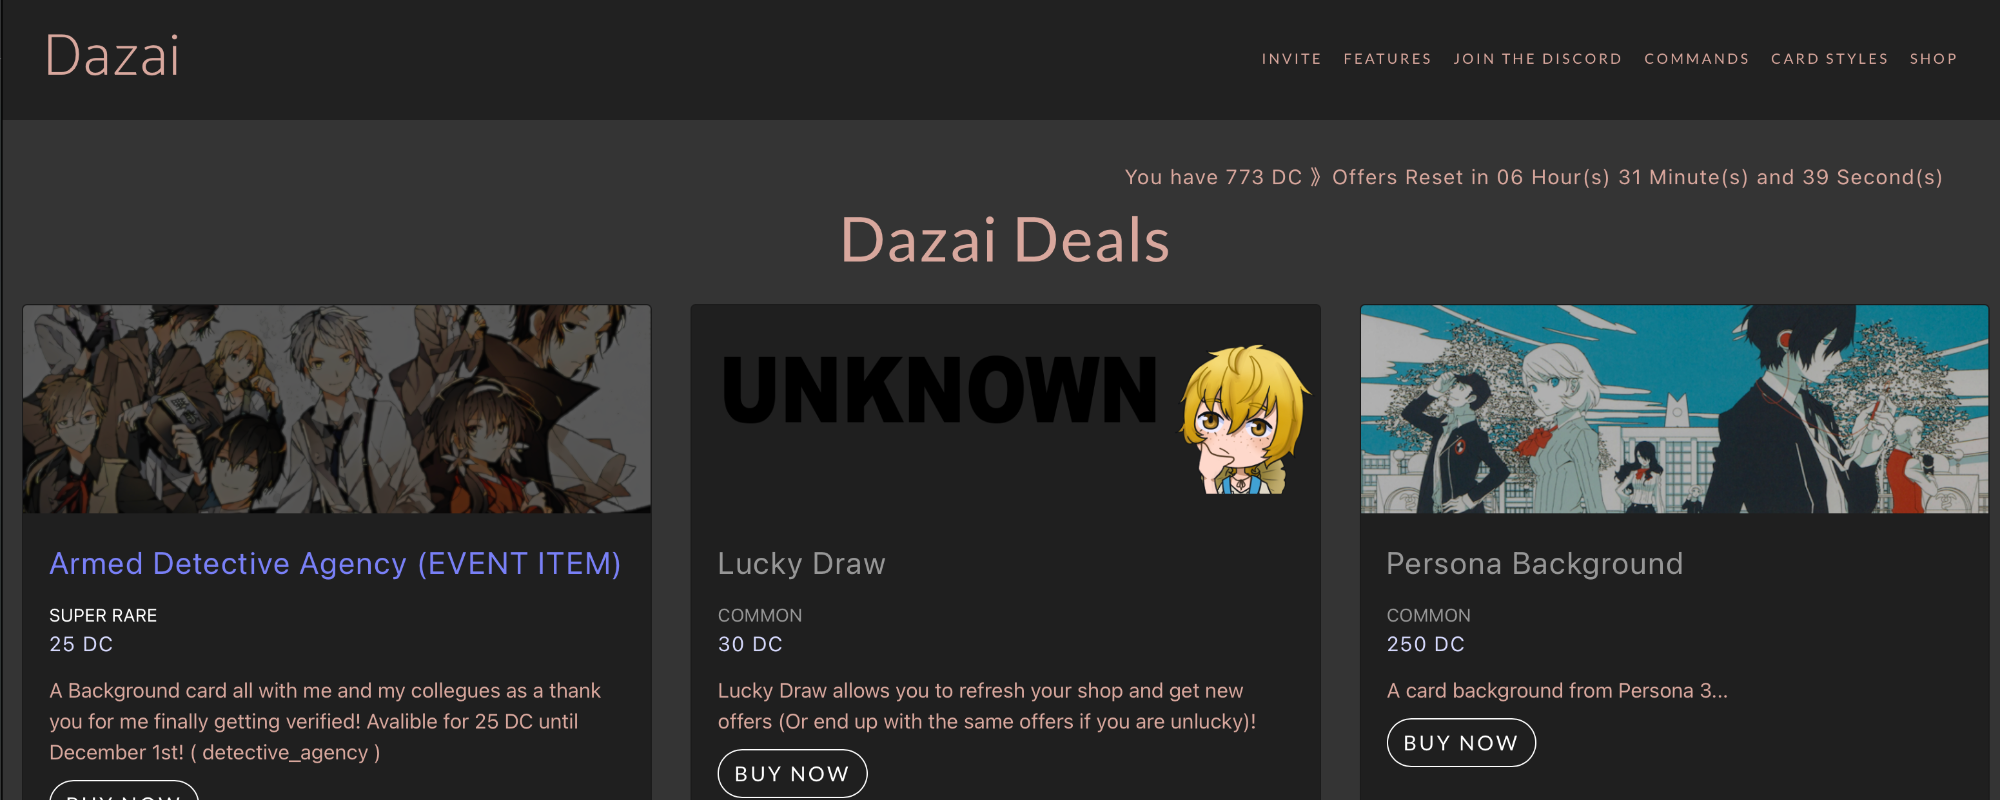 Dazai
INVITE FEATURES JOIN THE DISCORD COMMANDS CARD STYLES SHOP
You have 773 DC 》 Offers Reset in 06 Hour(s) 31 Minute(s) and 39 Second(s)
Dazai Deals
Armed Detective Agency (EVENT ITEM)
SUPER RARE
25 DC
A Background card all with me and my collegues as a thank
you for me finally getting verified! Avalible for 25 DC until
December 1st! ( detective_agency )
BUY NOW
UNKNOWN
Lucky Draw
COMMON
30 DC
Lucky Draw allows you to refresh your shop and get new
offers (Or end up with the same offers if you are unlucky)!
BUY NOW
Persona Background
COMMON
250 DC
A card background from Persona 3...
BUY NOW